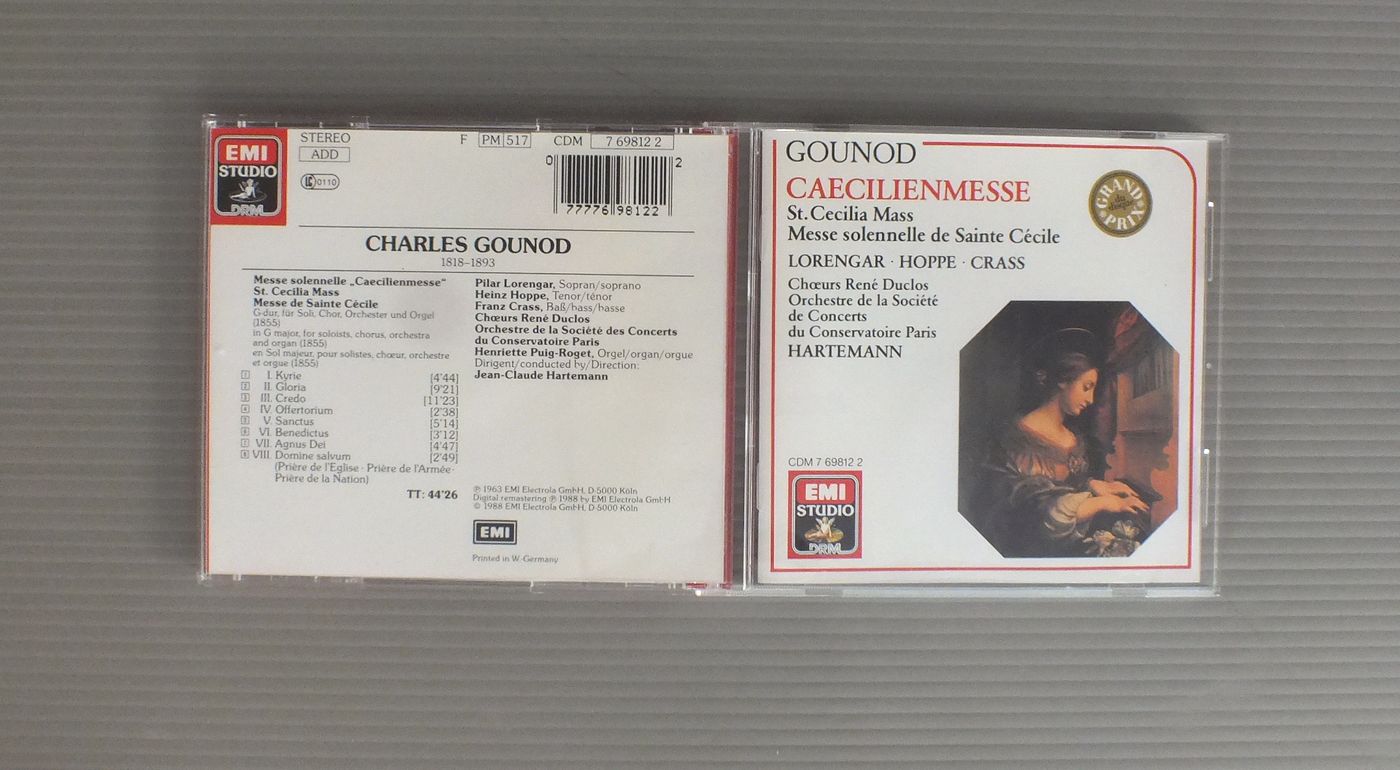 EMI
STUDIO
DRM
STEREO
ADD
LC 0110
F PM 517 CDM 7 69812 2
0 77776 98122 2
CHARLES GOUNOD
1818–1893
Messe solennelle „Caecilienmesse“
St. Cecilia Mass
Messe de Sainte Cécile
G-dur, für Soli, Chor, Orchester und Orgel
(1855)
in G major, for soloists, chorus, orchestra
and organ (1855)
en Sol majeur, pour solistes, chœur, orchestre
et orgue (1855)
1 I. Kyrie [4'44]
2 II. Gloria [9'21]
3 III. Credo [11'23]
4 IV. Offertorium [2'38]
5 V. Sanctus [5'14]
6 VI. Benedictus [3'12]
7 VII. Agnus Dei [4'47]
8 VIII. Domine salvum [2'49]
(Prière de l'Eglise · Prière de l'Armée ·
Prière de la Nation)
TT: 44'26
Pilar Lorengar, Sopran/soprano
Heinz Hoppe, Tenor/ténor
Franz Crass, Baß/bass/basse
Chœurs René Duclos
Orchestre de la Société des Concerts
du Conservatoire Paris
Henriette Puig-Roget, Orgel/organ/orgue
Dirigent/conducted by/Direction:
Jean-Claude Hartemann
℗ 1963 EMI Electrola GmbH, D-5000 Köln
Digital remastering ℗ 1988 by EMI Electrola GmbH
© 1988 EMI Electrola GmbH, D-5000 Köln
EMI
Printed in W.-Germany
GOUNOD
CAECILIENMESSE
St. Cecilia Mass
Messe solennelle de Sainte Cécile
LORENGAR · HOPPE · CRASS
Chœurs René Duclos
Orchestre de la Société
de Concerts
du Conservatoire Paris
HARTEMANN
GRAND
PRIX
CDM 7 69812 2
EMI
STUDIO
DRM